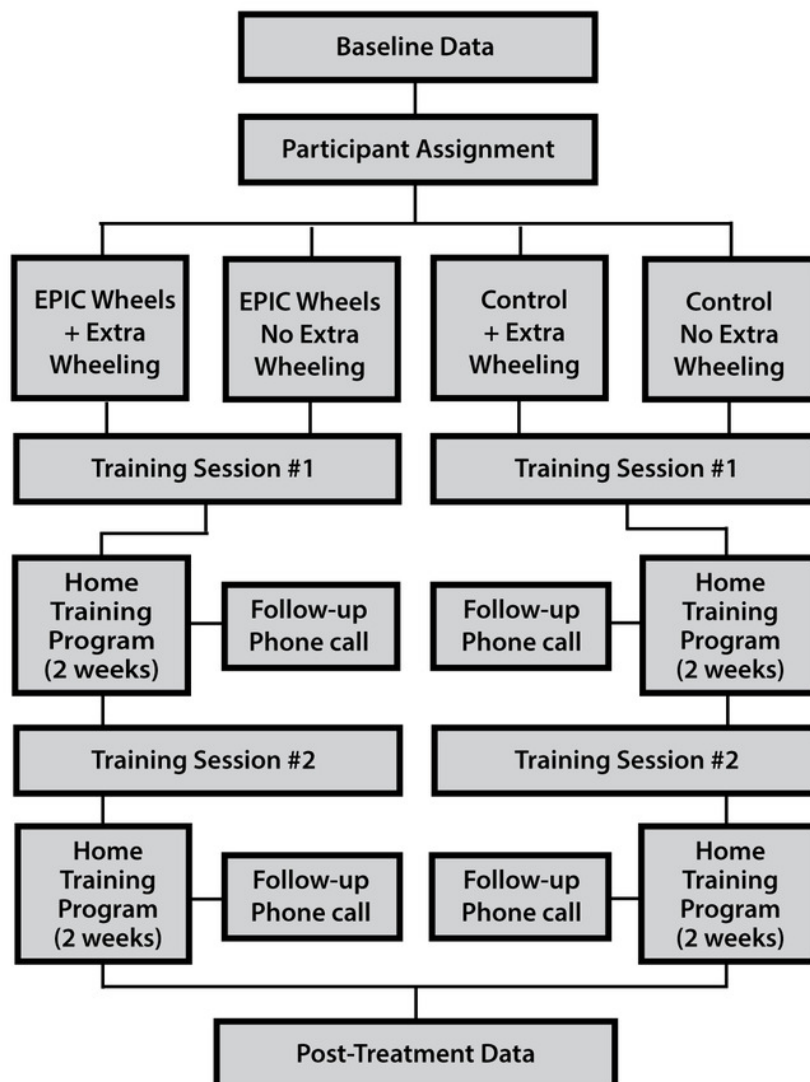 Baseline Data
Participant Assignment
EPIC Wheels
+ Extra
Wheeling
EPIC Wheels
No Extra
Wheeling
Control
+ Extra
Wheeling
Control
No Extra
Wheeling
Training Session #1
Training Session #1
Home
Training
Program
(2 weeks)
Follow-up
Phone call
Follow-up
Phone call
Home
Training
Program
(2 weeks)
Training Session #2
Training Session #2
Home
Training
Program
(2 weeks)
Follow-up
Phone call
Follow-up
Phone call
Home
Training
Program
(2 weeks)
Post-Treatment Data